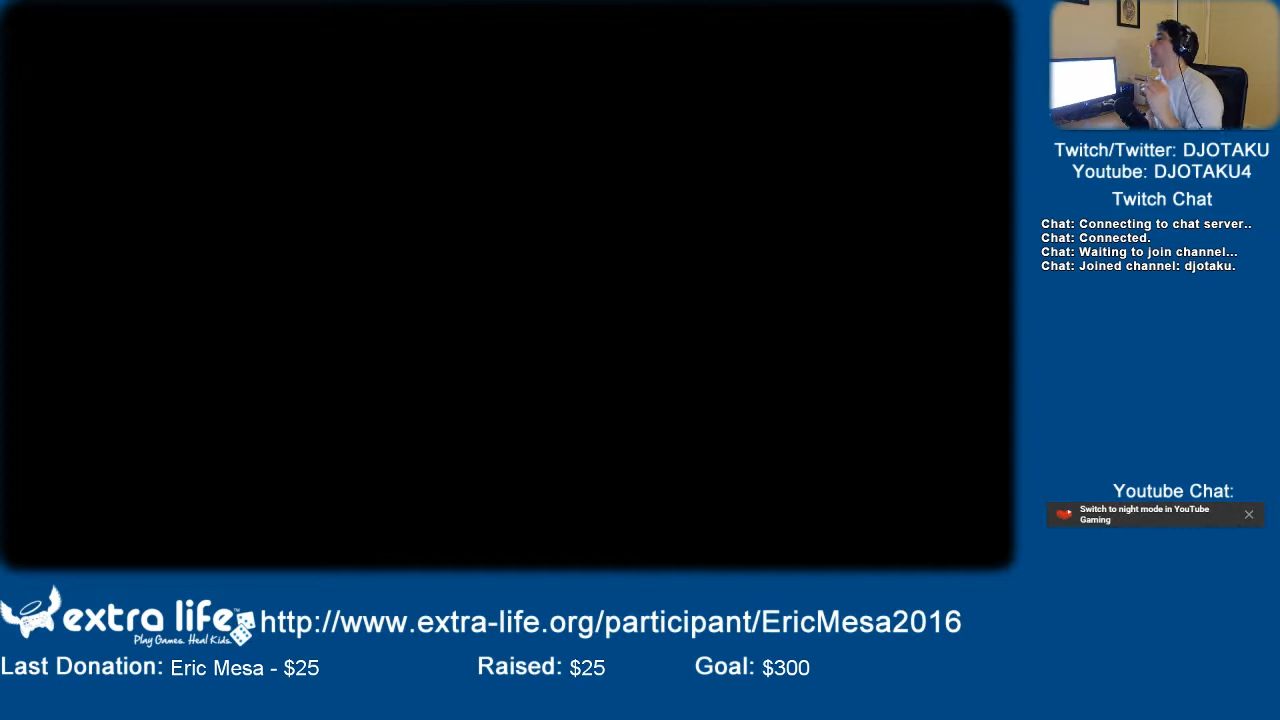 Twitch/Twitter: DJOTAKU
Youtube: DJOTAKU4
Twitch Chat
Chat: Connecting to chat server..
Chat: Connected.
Chat: Waiting to join channel...
Chat: Joined channel: djotaku.
Youtube Chat:
Switch to night mode in YouTube
Gaming
extra life™
Play Games. Heal Kids.
http://www.extra-life.org/participant/EricMesa2016
Last Donation: Eric Mesa - $25 Raised: $25 Goal: $300